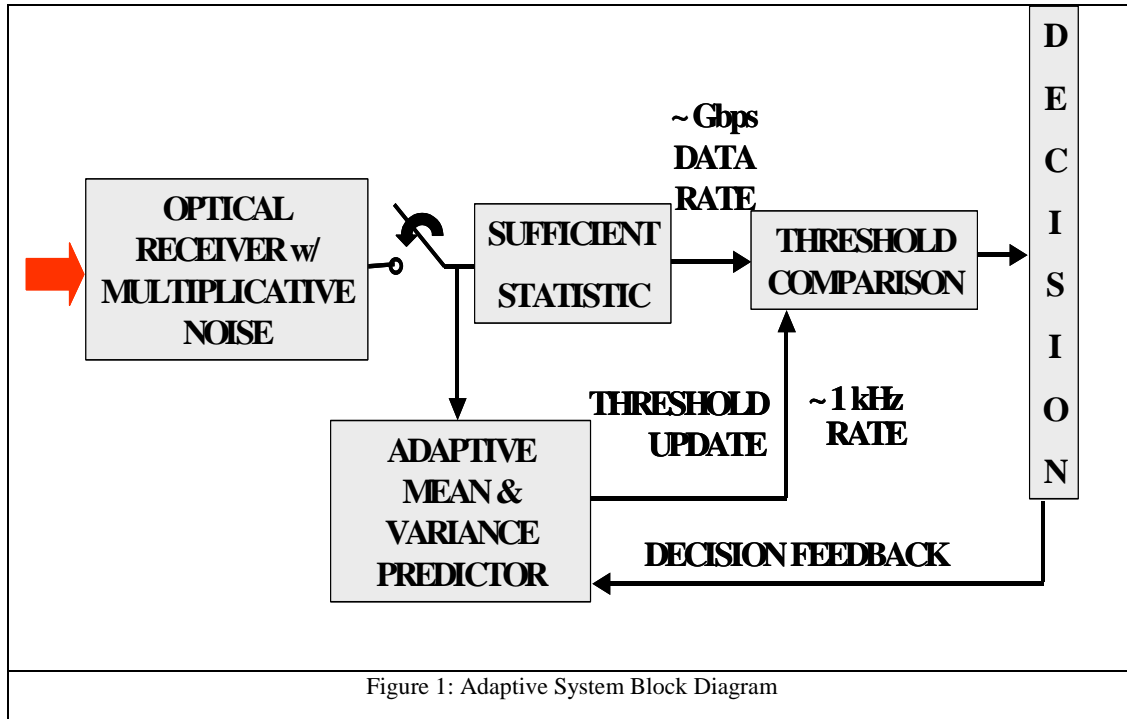 OPTICAL
RECEIVER w/
MULTIPLICATIVE
NOISE
SUFFICIENT
STATISTIC
~ Gbps
DATA
RATE
THRESHOLD
COMPARISON
DECISION
THRESHOLD
UPDATE
~ 1 kHz
RATE
ADAPTIVE
MEAN &
VARIANCE
PREDICTOR
DECISION FEEDBACK
Figure 1: Adaptive System Block Diagram